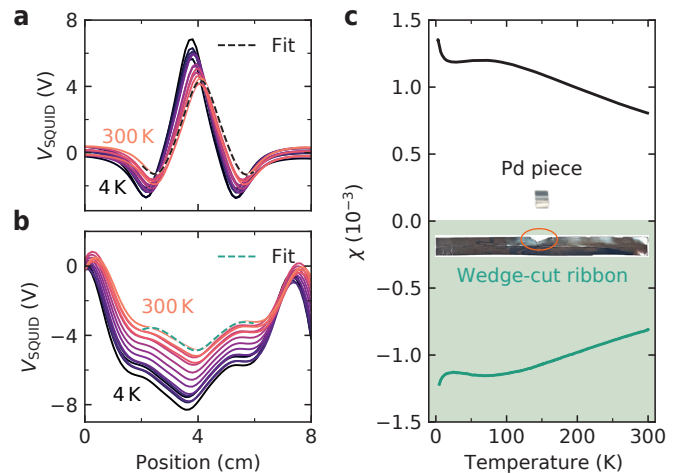 a
8
4
0
−4
V_SQUID (V)
Fit
300 K
4 K
b
0
−4
−8
V_SQUID (V)
Fit
300 K
4 K
0
4
8
Position (cm)
c
1.5
1.0
0.5
0
−0.5
−1.0
−1.5
χ (10⁻³)
Pd piece
Wedge-cut ribbon
0
100
200
300
Temperature (K)